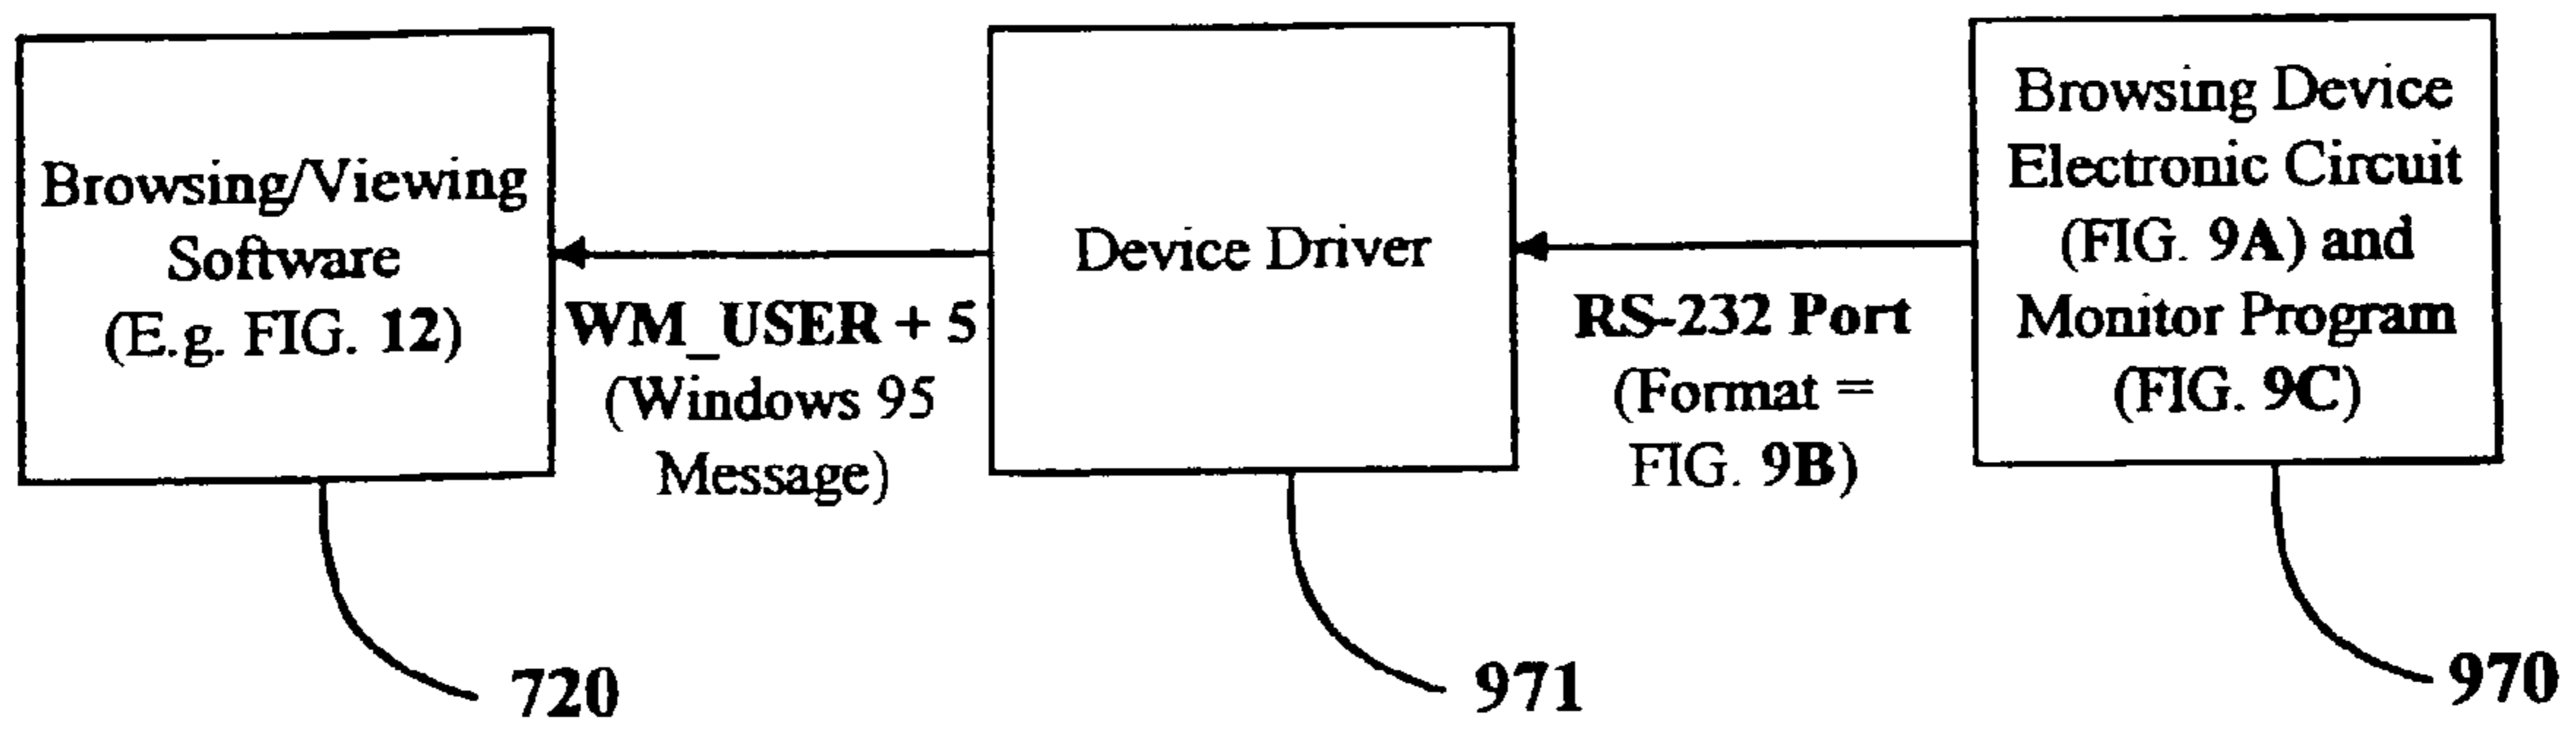 Browsing/Viewing
Software
(E.g. FIG. 12)
WM_USER + 5
(Windows 95
Message)
Device Driver
RS-232 Port
(Format =
FIG. 9B)
Browsing Device
Electronic Circuit
(FIG. 9A) and
Monitor Program
(FIG. 9C)
720
971
970